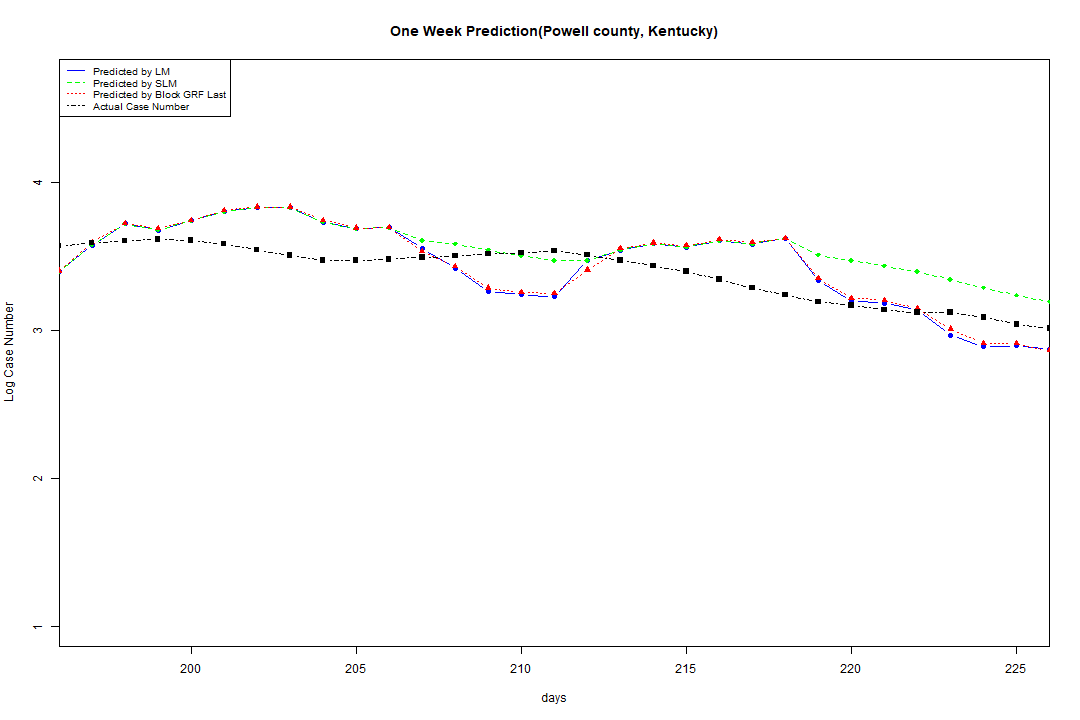 One Week Prediction(Powell county, Kentucky)
Predicted by LM
Predicted by SLM
Predicted by Block GRF Last
Actual Case Number
4
3
2
1
Log Case Number
200 205 210 215 220 225
days